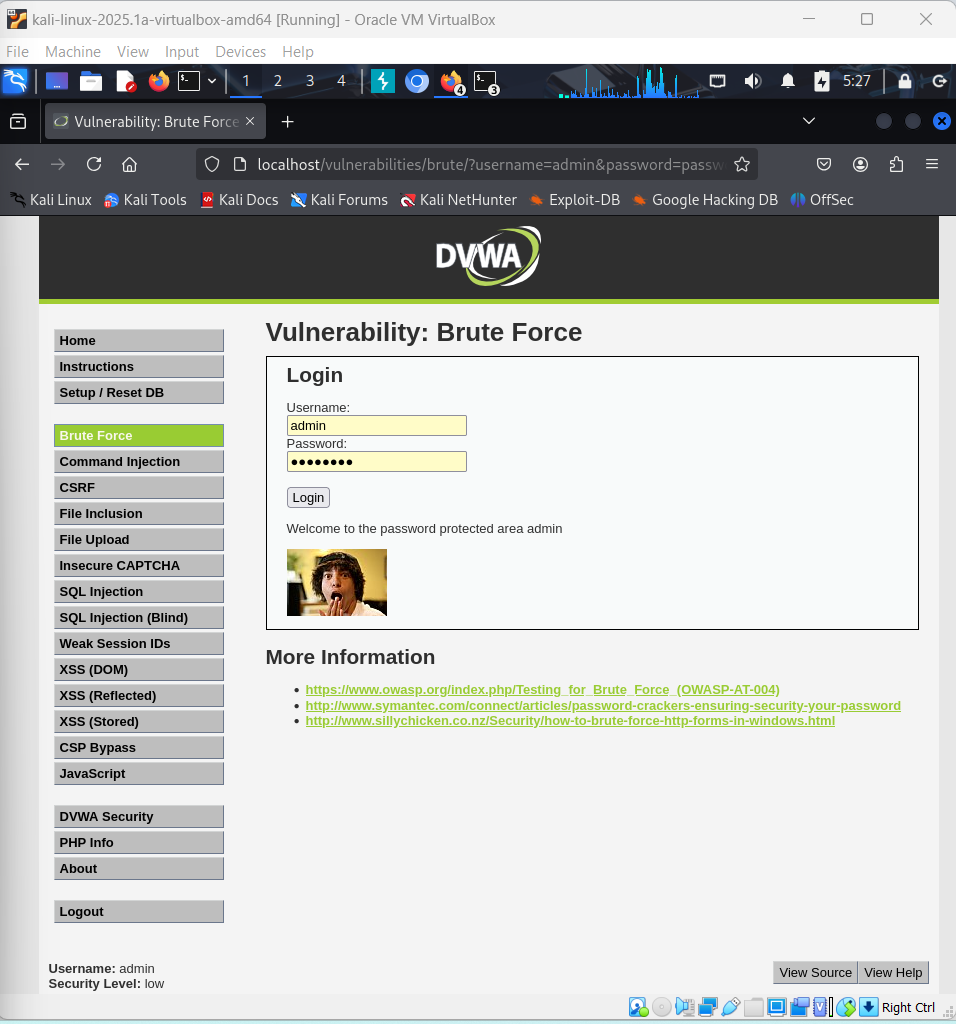 kali-linux-2025.1a-virtualbox-amd64 [Running] - Oracle VM VirtualBox
File Machine View Input Devices Help
1 2 3 4 4 3 5:27
Vulnerability: Brute Force
localhost/vulnerabilities/brute/?username=admin&password=passw
Kali Linux Kali Tools Kali Docs Kali Forums Kali NetHunter Exploit-DB Google Hacking DB OffSec
DVWA
Home
Instructions
Setup / Reset DB
Brute Force
Command Injection
CSRF
File Inclusion
File Upload
Insecure CAPTCHA
SQL Injection
SQL Injection (Blind)
Weak Session IDs
XSS (DOM)
XSS (Reflected)
XSS (Stored)
CSP Bypass
JavaScript
DVWA Security
PHP Info
About
Logout
Vulnerability: Brute Force
Login
Username:
admin
Password:
●●●●●●●●
Login
Welcome to the password protected area admin
More Information
• https://www.owasp.org/index.php/Testing_for_Brute_Force_(OWASP-AT-004)
• http://www.symantec.com/connect/articles/password-crackers-ensuring-security-your-password
• http://www.sillychicken.co.nz/Security/how-to-brute-force-http-forms-in-windows.html
Username: admin
Security Level: low
View Source View Help
Right Ctrl